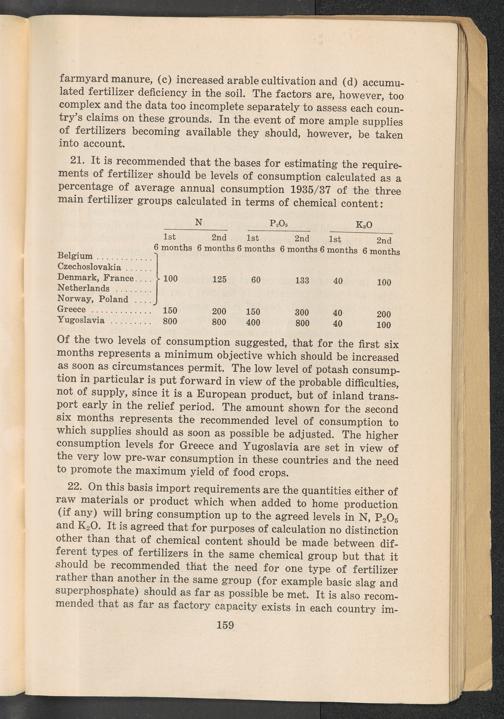 farmyard manure, (c) increased arable cultivation and (d) accumu-
lated fertilizer deficiency in the soil. The factors are, however, too
complex and the data too incomplete separately to assess each coun-
try's claims on these grounds. In the event of more ample supplies
of fertilizers becoming available they should, however, be taken
into account.
21. It is recommended that the bases for estimating the require-
ments of fertilizer should be levels of consumption calculated as a
percentage of average annual consumption 1935/37 of the three
main fertilizer groups calculated in terms of chemical content:
N P₂O₅ K₂O
1st 2nd 1st 2nd 1st 2nd
6 months 6 months 6 months 6 months 6 months 6 months
Belgium ............
Czechoslovakia ......
Denmark, France.... 100 125 60 133 40 100
Netherlands .........
Norway, Poland ....
Greece ............. 150 200 150 300 40 200
Yugoslavia ......... 800 800 400 800 40 100
Of the two levels of consumption suggested, that for the first six
months represents a minimum objective which should be increased
as soon as circumstances permit. The low level of potash consump-
tion in particular is put forward in view of the probable difficulties,
not of supply, since it is a European product, but of inland trans-
port early in the relief period. The amount shown for the second
six months represents the recommended level of consumption to
which supplies should as soon as possible be adjusted. The higher
consumption levels for Greece and Yugoslavia are set in view of
the very low pre-war consumption in these countries and the need
to promote the maximum yield of food crops.
22. On this basis import requirements are the quantities either of
raw materials or product which when added to home production
(if any) will bring consumption up to the agreed levels in N, P₂O₅
and K₂O. It is agreed that for purposes of calculation no distinction
other than that of chemical content should be made between dif-
ferent types of fertilizers in the same chemical group but that it
should be recommended that the need for one type of fertilizer
rather than another in the same group (for example basic slag and
superphosphate) should as far as possible be met. It is also recom-
mended that as far as factory capacity exists in each country im-
159